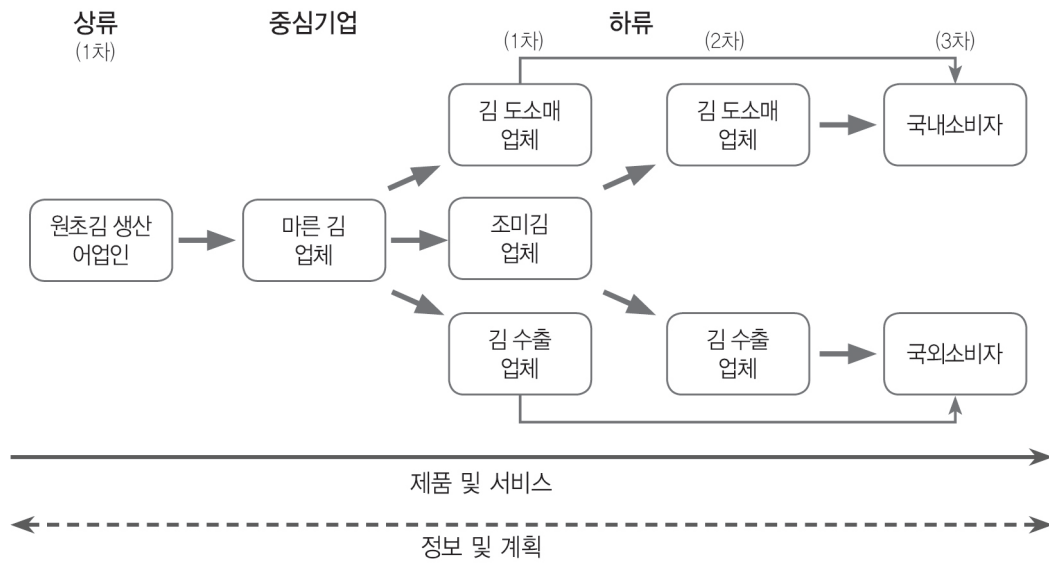 상류
(1차)
중심기업
하류
(1차)
(2차)
(3차)
김 도소매
업체
김 도소매
업체
국내소비자
원초김 생산
어업인
마른 김
업체
조미김
업체
김 수출
업체
김 수출
업체
국외소비자
제품 및 서비스
정보 및 계획